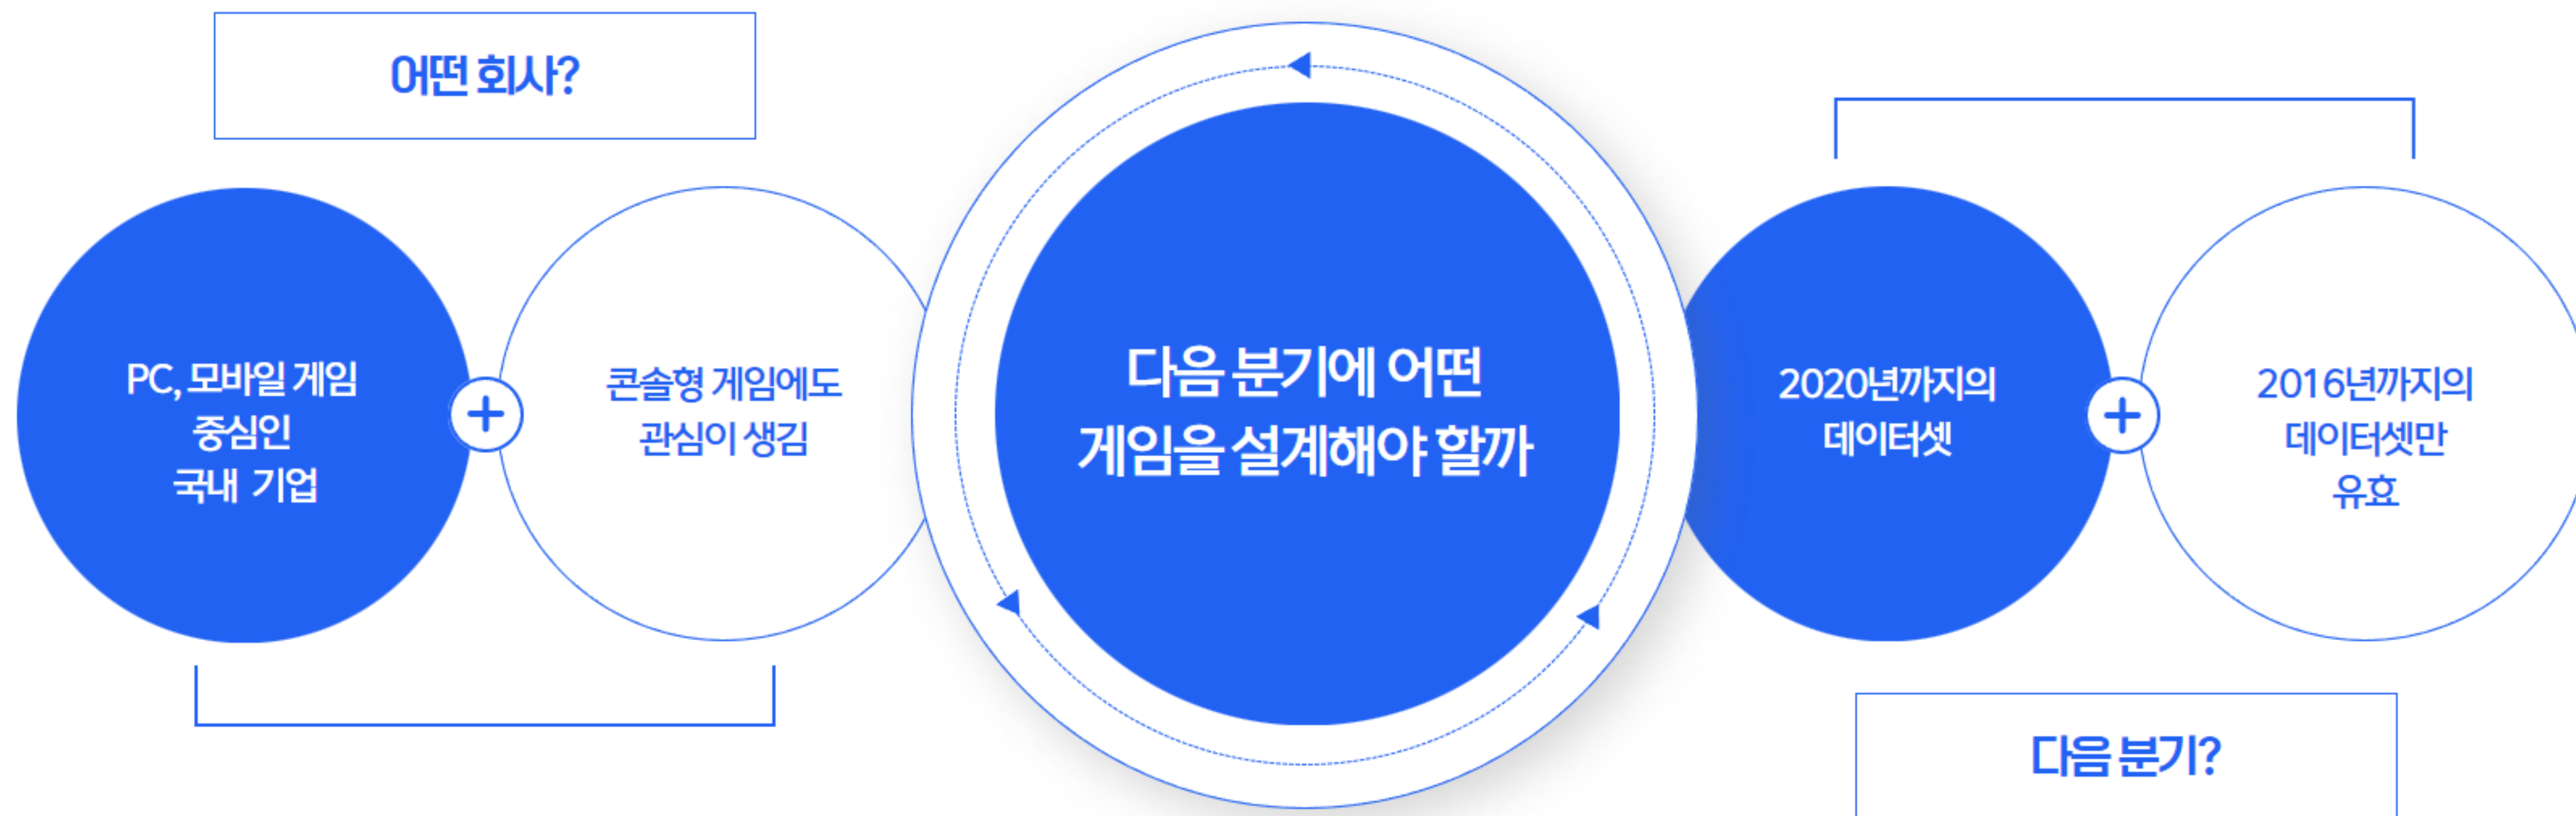 어떤 회사?
PC, 모바일 게임
중심인
국내 기업
콘솔형 게임에도
관심이 생김
다음 분기에 어떤
게임을 설계해야 할까
2020년까지의
데이터셋
2016년까지의
데이터셋만
유효
다음 분기?